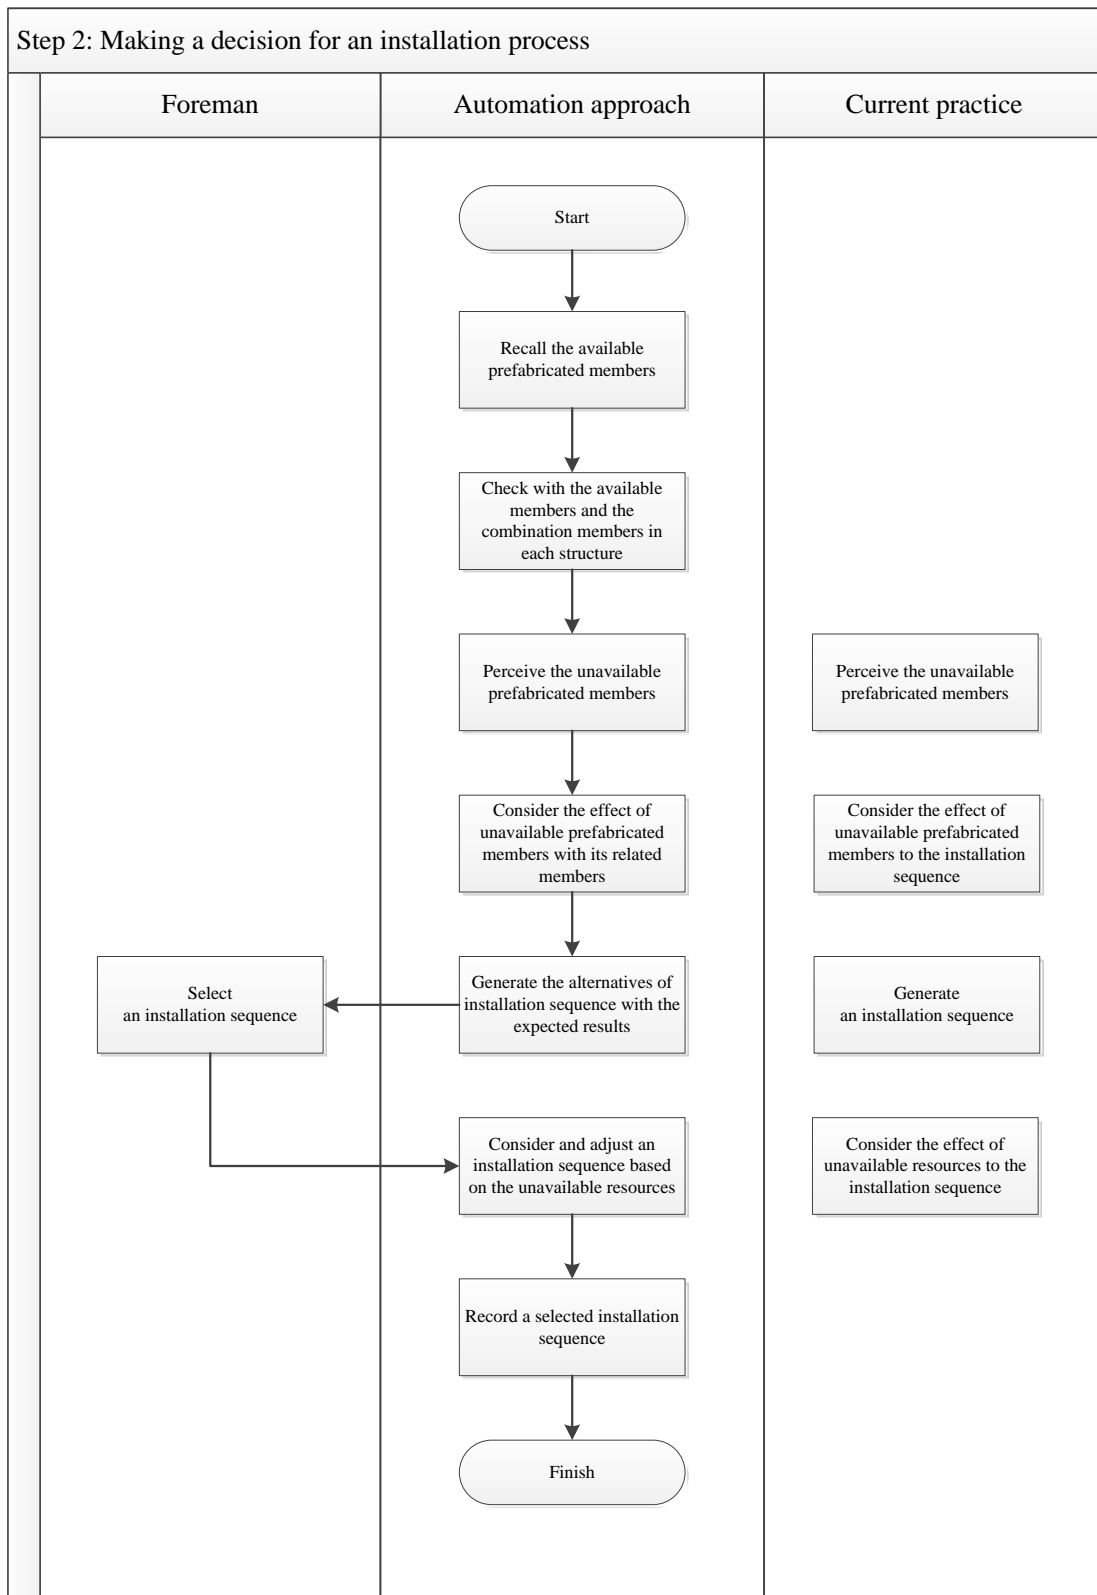 Step 2: Making a decision for an installation process
Foreman
Automation approach
Current practice
Start
Recall the available
prefabricated members
Check with the available
members and the
combination members in
each structure
Perceive the unavailable
prefabricated members
Perceive the unavailable
prefabricated members
Consider the effect of
unavailable prefabricated
members with its related
members
Consider the effect of
unavailable prefabricated
members to the installation
sequence
Select
an installation sequence
Generate the alternatives of
installation sequence with the
expected results
Generate
an installation sequence
Consider and adjust an
installation sequence based
on the unavailable resources
Consider the effect of
unavailable resources to the
installation sequence
Record a selected installation
sequence
Finish